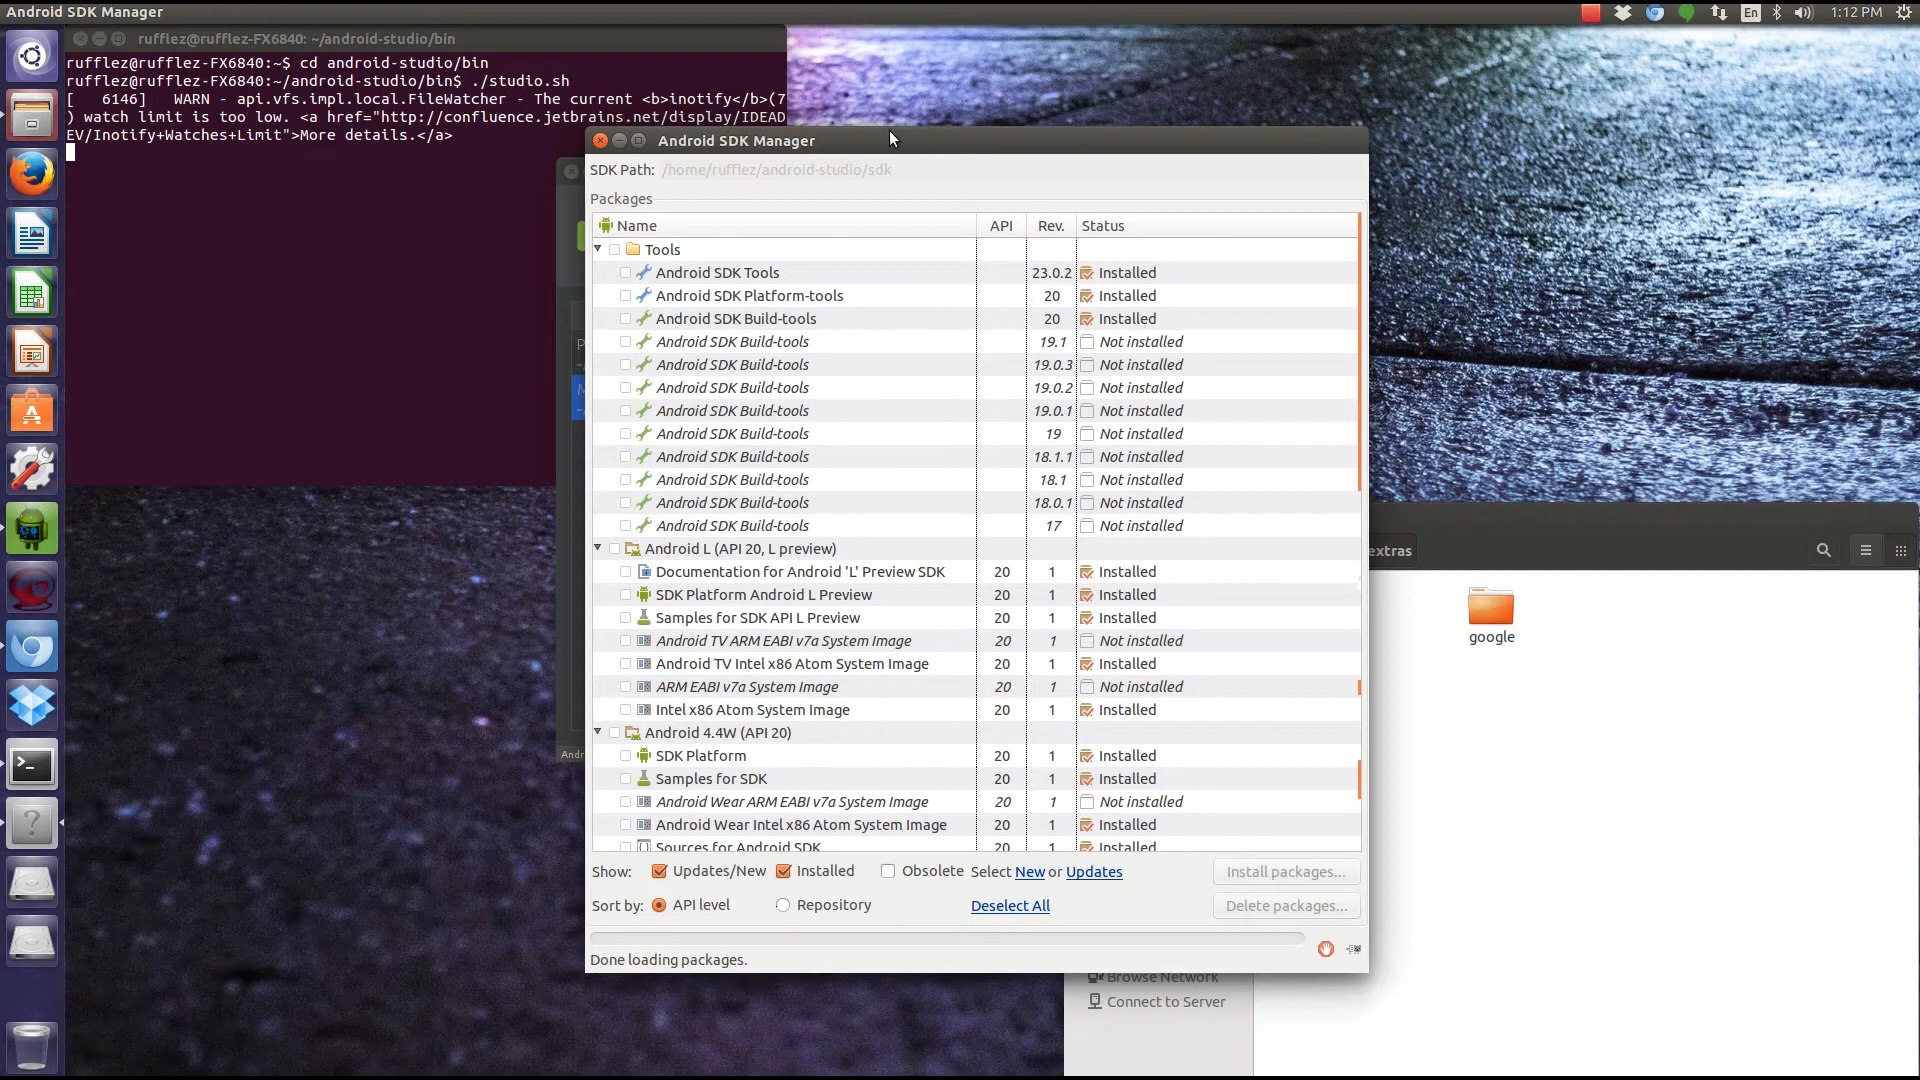 Android SDK Manager
En
1:12 PM
rufflez@rufflez-FX6840: ~/android-studio/bin
rufflez@rufflez-FX6840:~$ cd android-studio/bin
rufflez@rufflez-FX6840:~/android-studio/bin$ ./studio.sh
[   6146]   WARN - api.vfs.impl.local.FileWatcher - The current <b>inotify</b>(7
) watch limit is too low. <a href="http://confluence.jetbrains.net/display/IDEAD
EV/Inotify+Watches+Limit">More details.</a>
Android SDK Manager
SDK Path: /home/rufflez/android-studio/sdk
Packages
Name API Rev. Status
Tools
Android SDK Tools 23.0.2 Installed
Android SDK Platform-tools 20 Installed
Android SDK Build-tools 20 Installed
Android SDK Build-tools 19.1 Not installed
Android SDK Build-tools 19.0.3 Not installed
Android SDK Build-tools 19.0.2 Not installed
Android SDK Build-tools 19.0.1 Not installed
Android SDK Build-tools 19 Not installed
Android SDK Build-tools 18.1.1 Not installed
Android SDK Build-tools 18.1 Not installed
Android SDK Build-tools 18.0.1 Not installed
Android SDK Build-tools 17 Not installed
Android L (API 20, L preview)
Documentation for Android 'L' Preview SDK 20 1 Installed
SDK Platform Android L Preview 20 1 Installed
Samples for SDK API L Preview 20 1 Installed
Android TV ARM EABI v7a System Image 20 1 Not installed
Android TV Intel x86 Atom System Image 20 1 Installed
ARM EABI v7a System Image 20 1 Not installed
Intel x86 Atom System Image 20 1 Installed
Android 4.4W (API 20)
SDK Platform 20 1 Installed
Samples for SDK 20 1 Installed
Android Wear ARM EABI v7a System Image 20 1 Not installed
Android Wear Intel x86 Atom System Image 20 1 Installed
Sources for Android SDK 20 1 Installed
Show: Updates/New Installed Obsolete Select New or Updates Install packages...
Sort by: API level Repository Deselect All Delete packages...
Done loading packages.
Andr
extras
google
Browse Network
Connect to Server